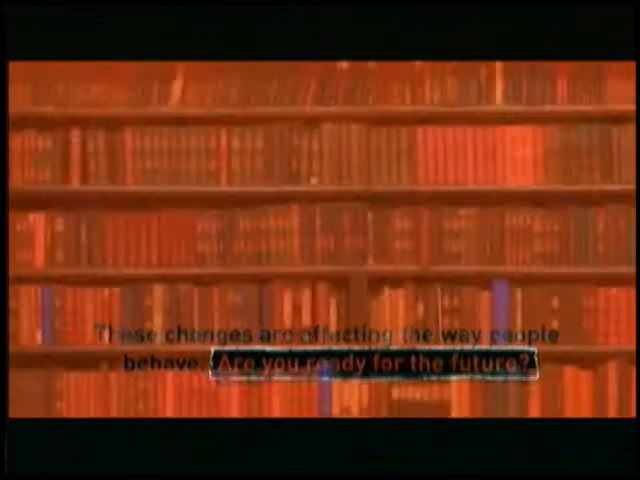 These changes are affecting the way people
behave. Are you ready for the future?